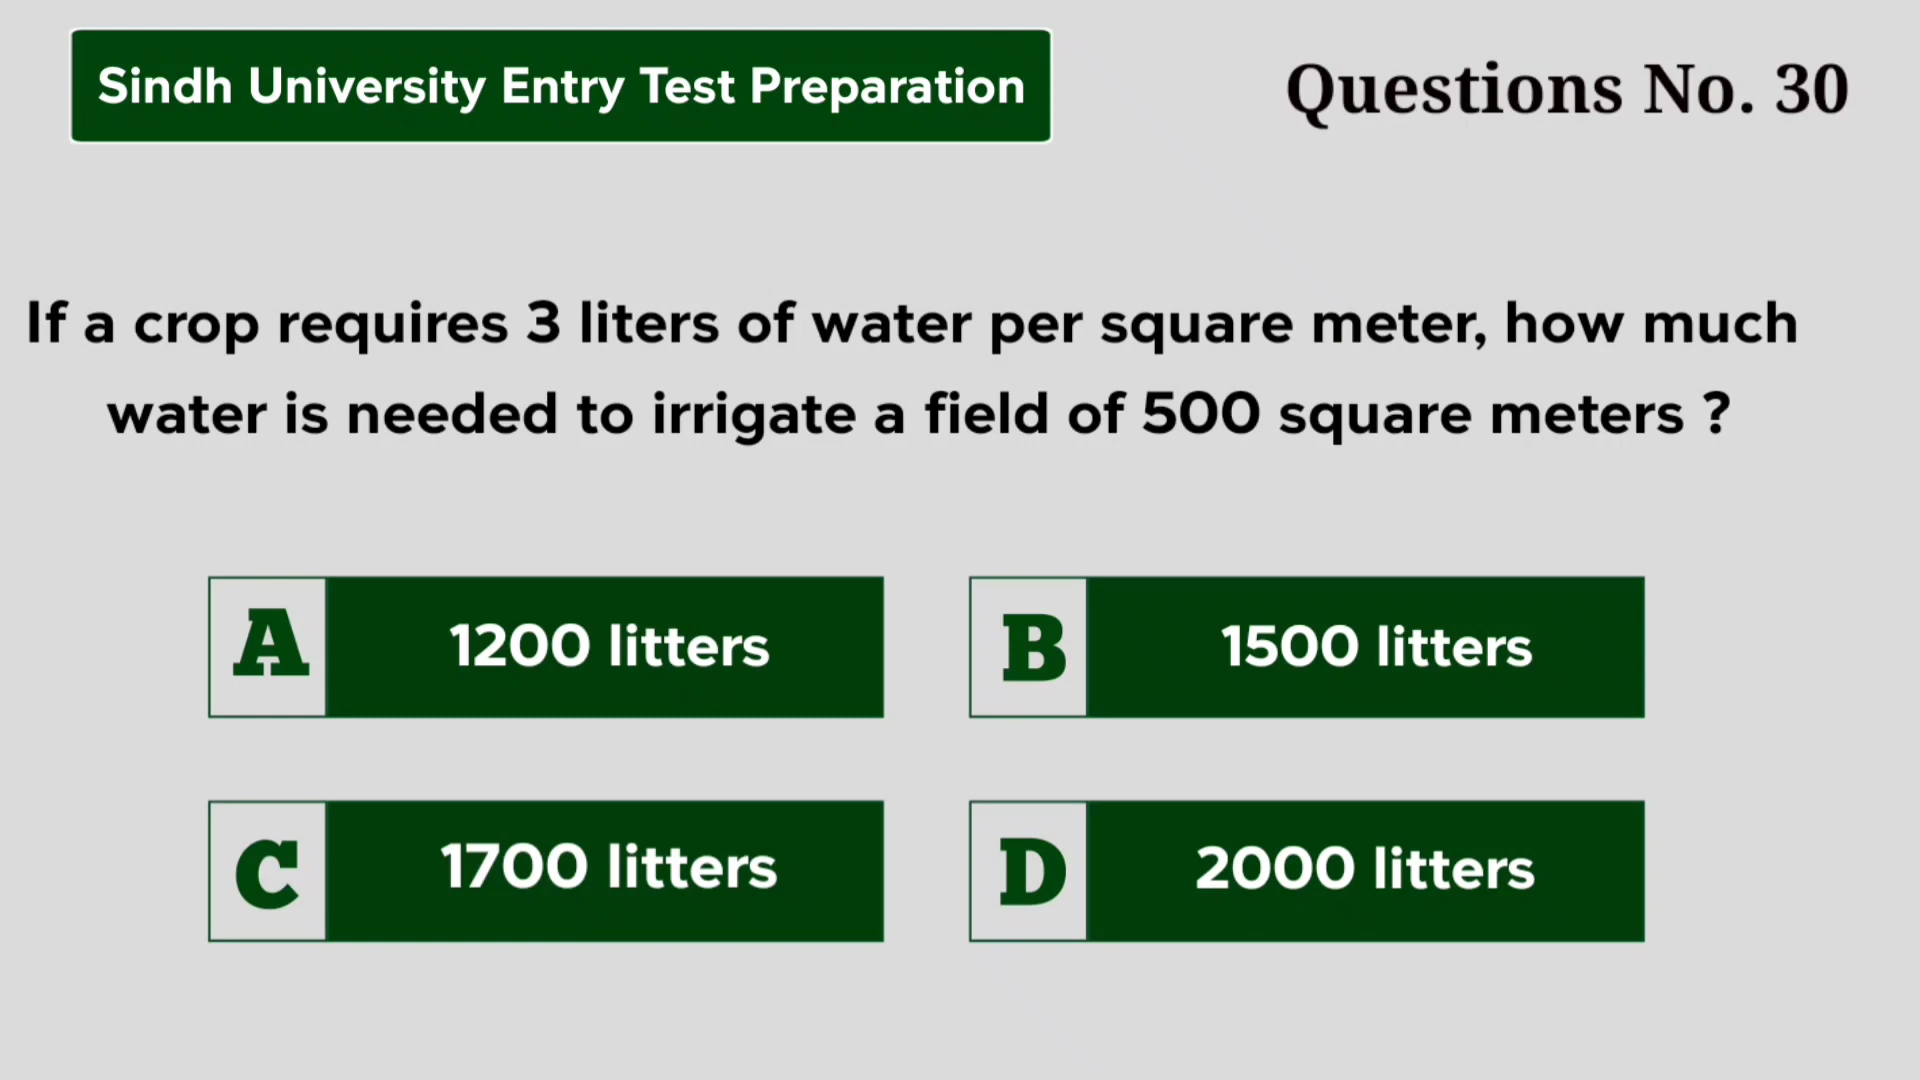 Sindh University Entry Test Preparation
Questions No. 30
If a crop requires 3 liters of water per square meter, how much
water is needed to irrigate a field of 500 square meters ?
A 1200 litters
B 1500 litters
C 1700 litters
D 2000 litters